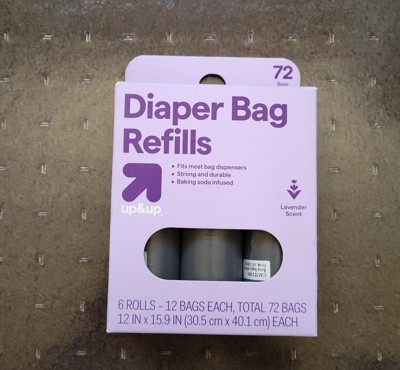 72
Bags
Diaper Bag
Refills
• Fits most bag dispensers
• Strong and durable
• Baking soda infused
up&up
Lavender
Scent
CAUTION
6 ROLLS – 12 BAGS EACH, TOTAL 72 BAGS
12 IN x 15.9 IN (30.5 cm x 40.1 cm) EACH